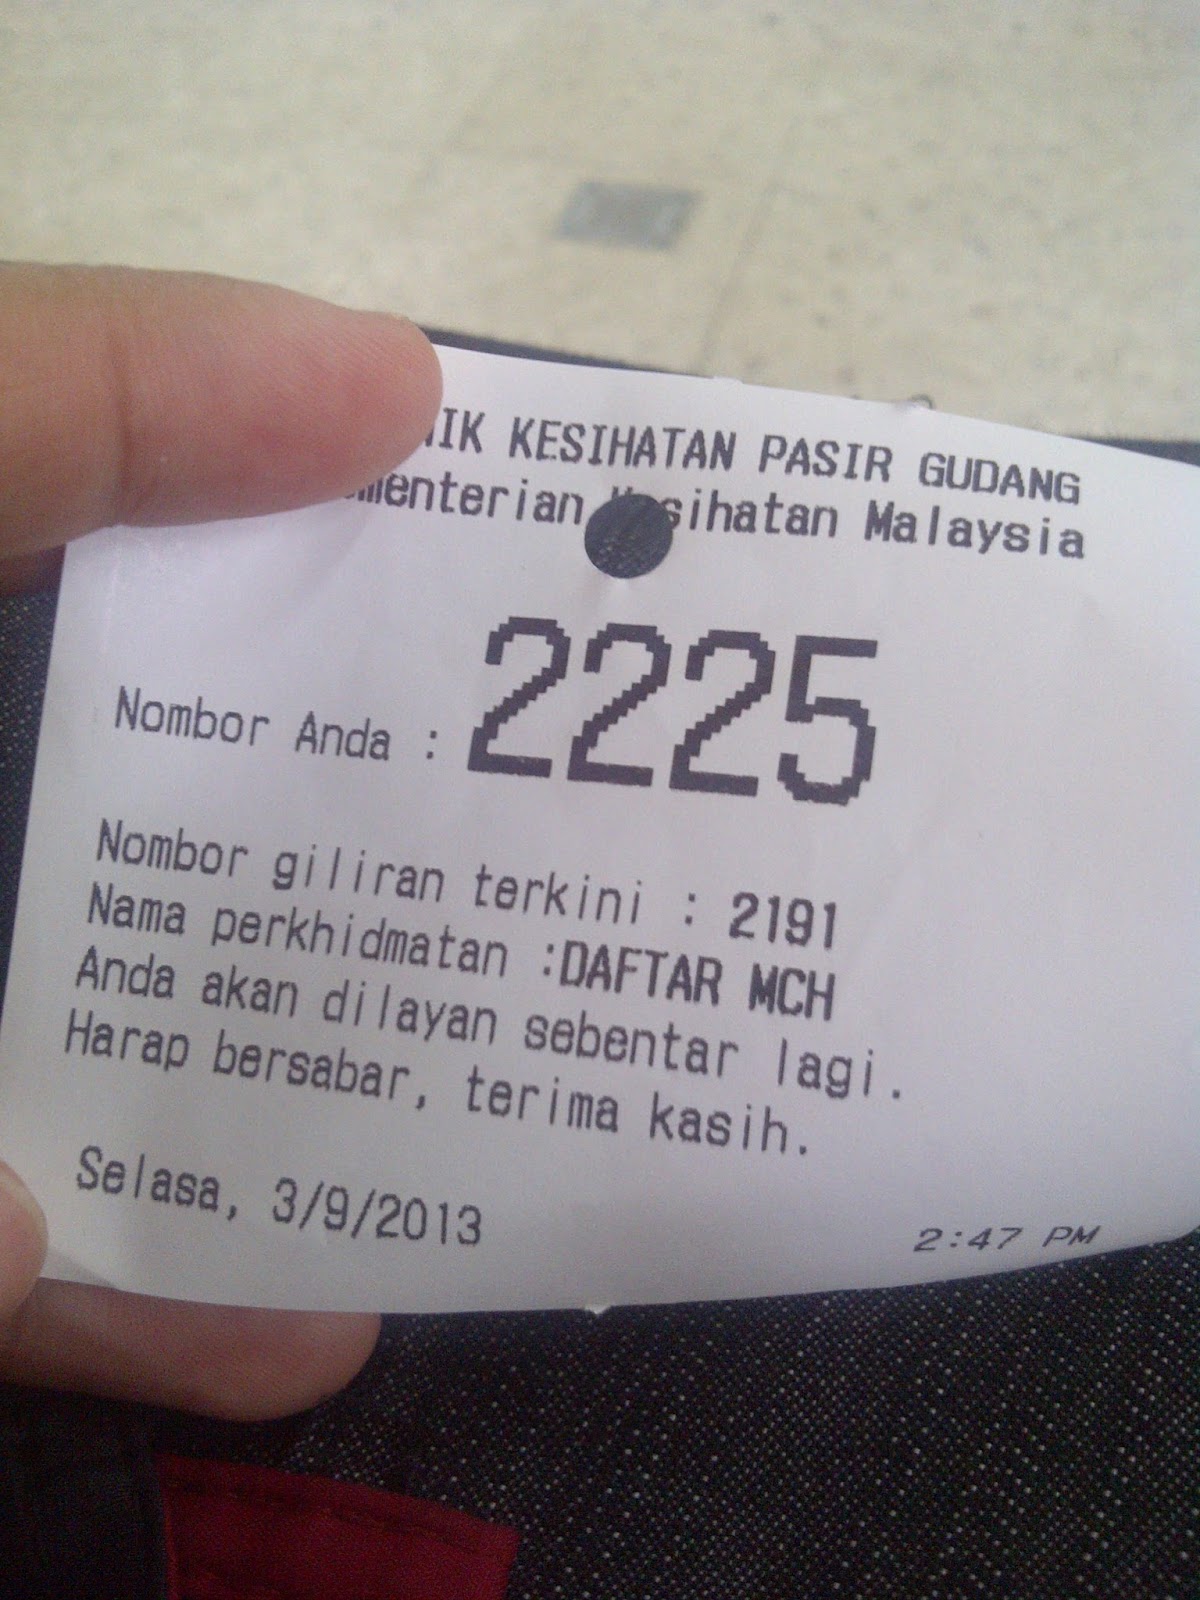 KESIHATAN PASIR GUDANG
Malaysia
Nombor Anda : 2225
Nombor giliran terkini : 2191
Nama perkhidmatan :DAFTAR MCH
Anda akan dilayan sebentar lagi.
Harap bersabar, terima kasih.
Selasa, 3/9/2013
2:47 PM